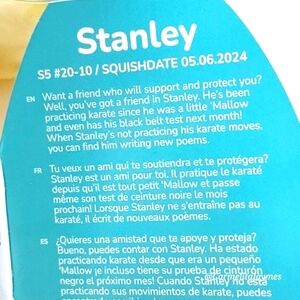 Stanley
S5 #20-10 / SQUISHDATE 05.06.2024
EN Want a friend who will support and protect you?
Well, you've got a friend in Stanley. He's been
practicing karate since he was a little 'Mallow
and even has his black belt test next month!
When Stanley's not practicing his karate moves,
you can find him writing new poems.
FR Tu veux un ami qui te soutiendra et te protégera?
Stanley est un ami pour toi. Il pratique le karaté
depuis qu'il est tout petit 'Mallow et passe
même son test de ceinture noire le mois
prochain! Lorsque Stanley ne s'entraîne pas au
karaté, il écrit de nouveaux poèmes.
ES ¿Quieres una amistad que te apoye y proteja?
Bueno, puedes contar con Stanley. Ha estado
practicando karate desde que era un pequeño
'Mallow ¡e incluso tiene su prueba de cinturón
negro el próximo mes! Cuando Stanley no está
practicando sus movimientos de karate, puedes